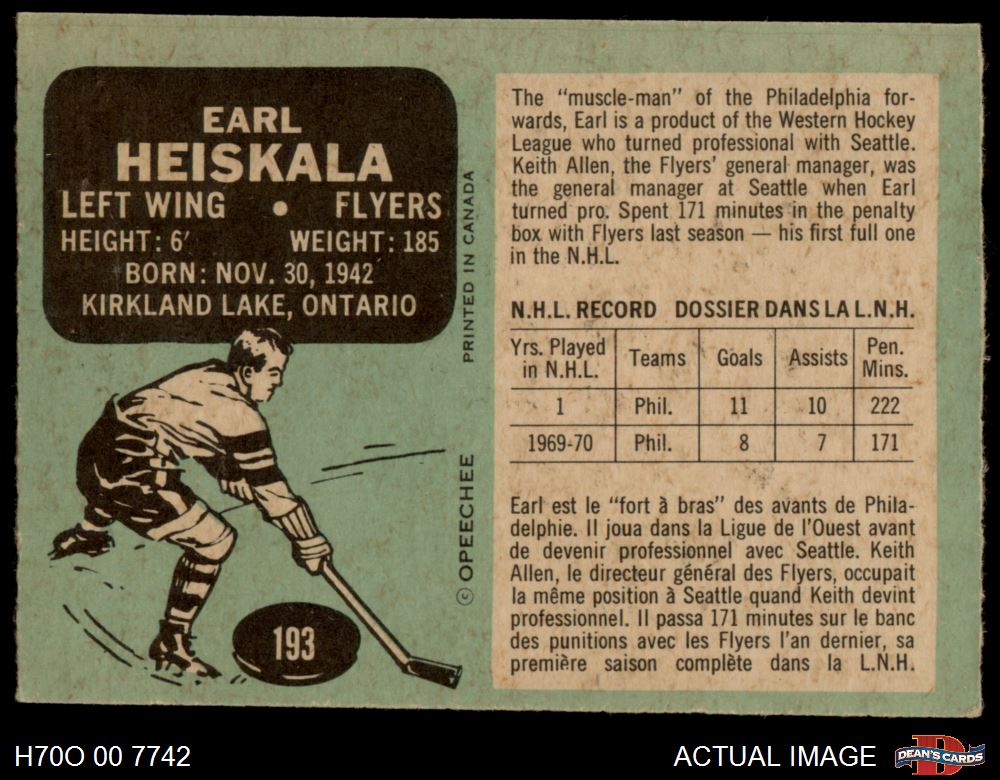 EARL
HEISKALA
LEFT WING • FLYERS
HEIGHT: 6' WEIGHT: 185
BORN: NOV. 30, 1942
KIRKLAND LAKE, ONTARIO
PRINTED IN CANADA
© OPEECHEE
193
The "muscle-man" of the Philadelphia for-
wards, Earl is a product of the Western Hockey
League who turned professional with Seattle.
Keith Allen, the Flyers' general manager, was
the general manager at Seattle when Earl
turned pro. Spent 171 minutes in the penalty
box with Flyers last season — his first full one
in the N.H.L.
N.H.L. RECORD DOSSIER DANS LA L.N.H.
Yrs. Played in N.H.L. Teams Goals Assists Pen. Mins.
1 Phil. 11 10 222
1969-70 Phil. 8 7 171
Earl est le "fort à bras" des avants de Phila-
delphie. Il joua dans la Ligue de l'Ouest avant
de devenir professionnel avec Seattle. Keith
Allen, le directeur général des Flyers, occupait
la même position à Seattle quand Keith devint
professionnel. Il passa 171 minutes sur le banc
des punitions avec les Flyers l'an dernier, sa
première saison complète dans la L.N.H.
H70O 00 7742
ACTUAL IMAGE
D
DEAN'S CARDS